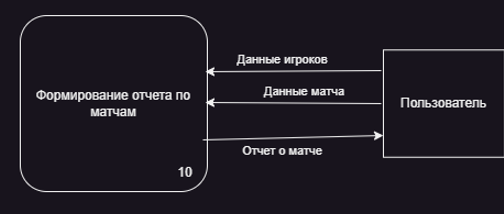 Данные игроков
Формирование отчета по
матчам
Данные матча
Пользователь
Отчет о матче
10